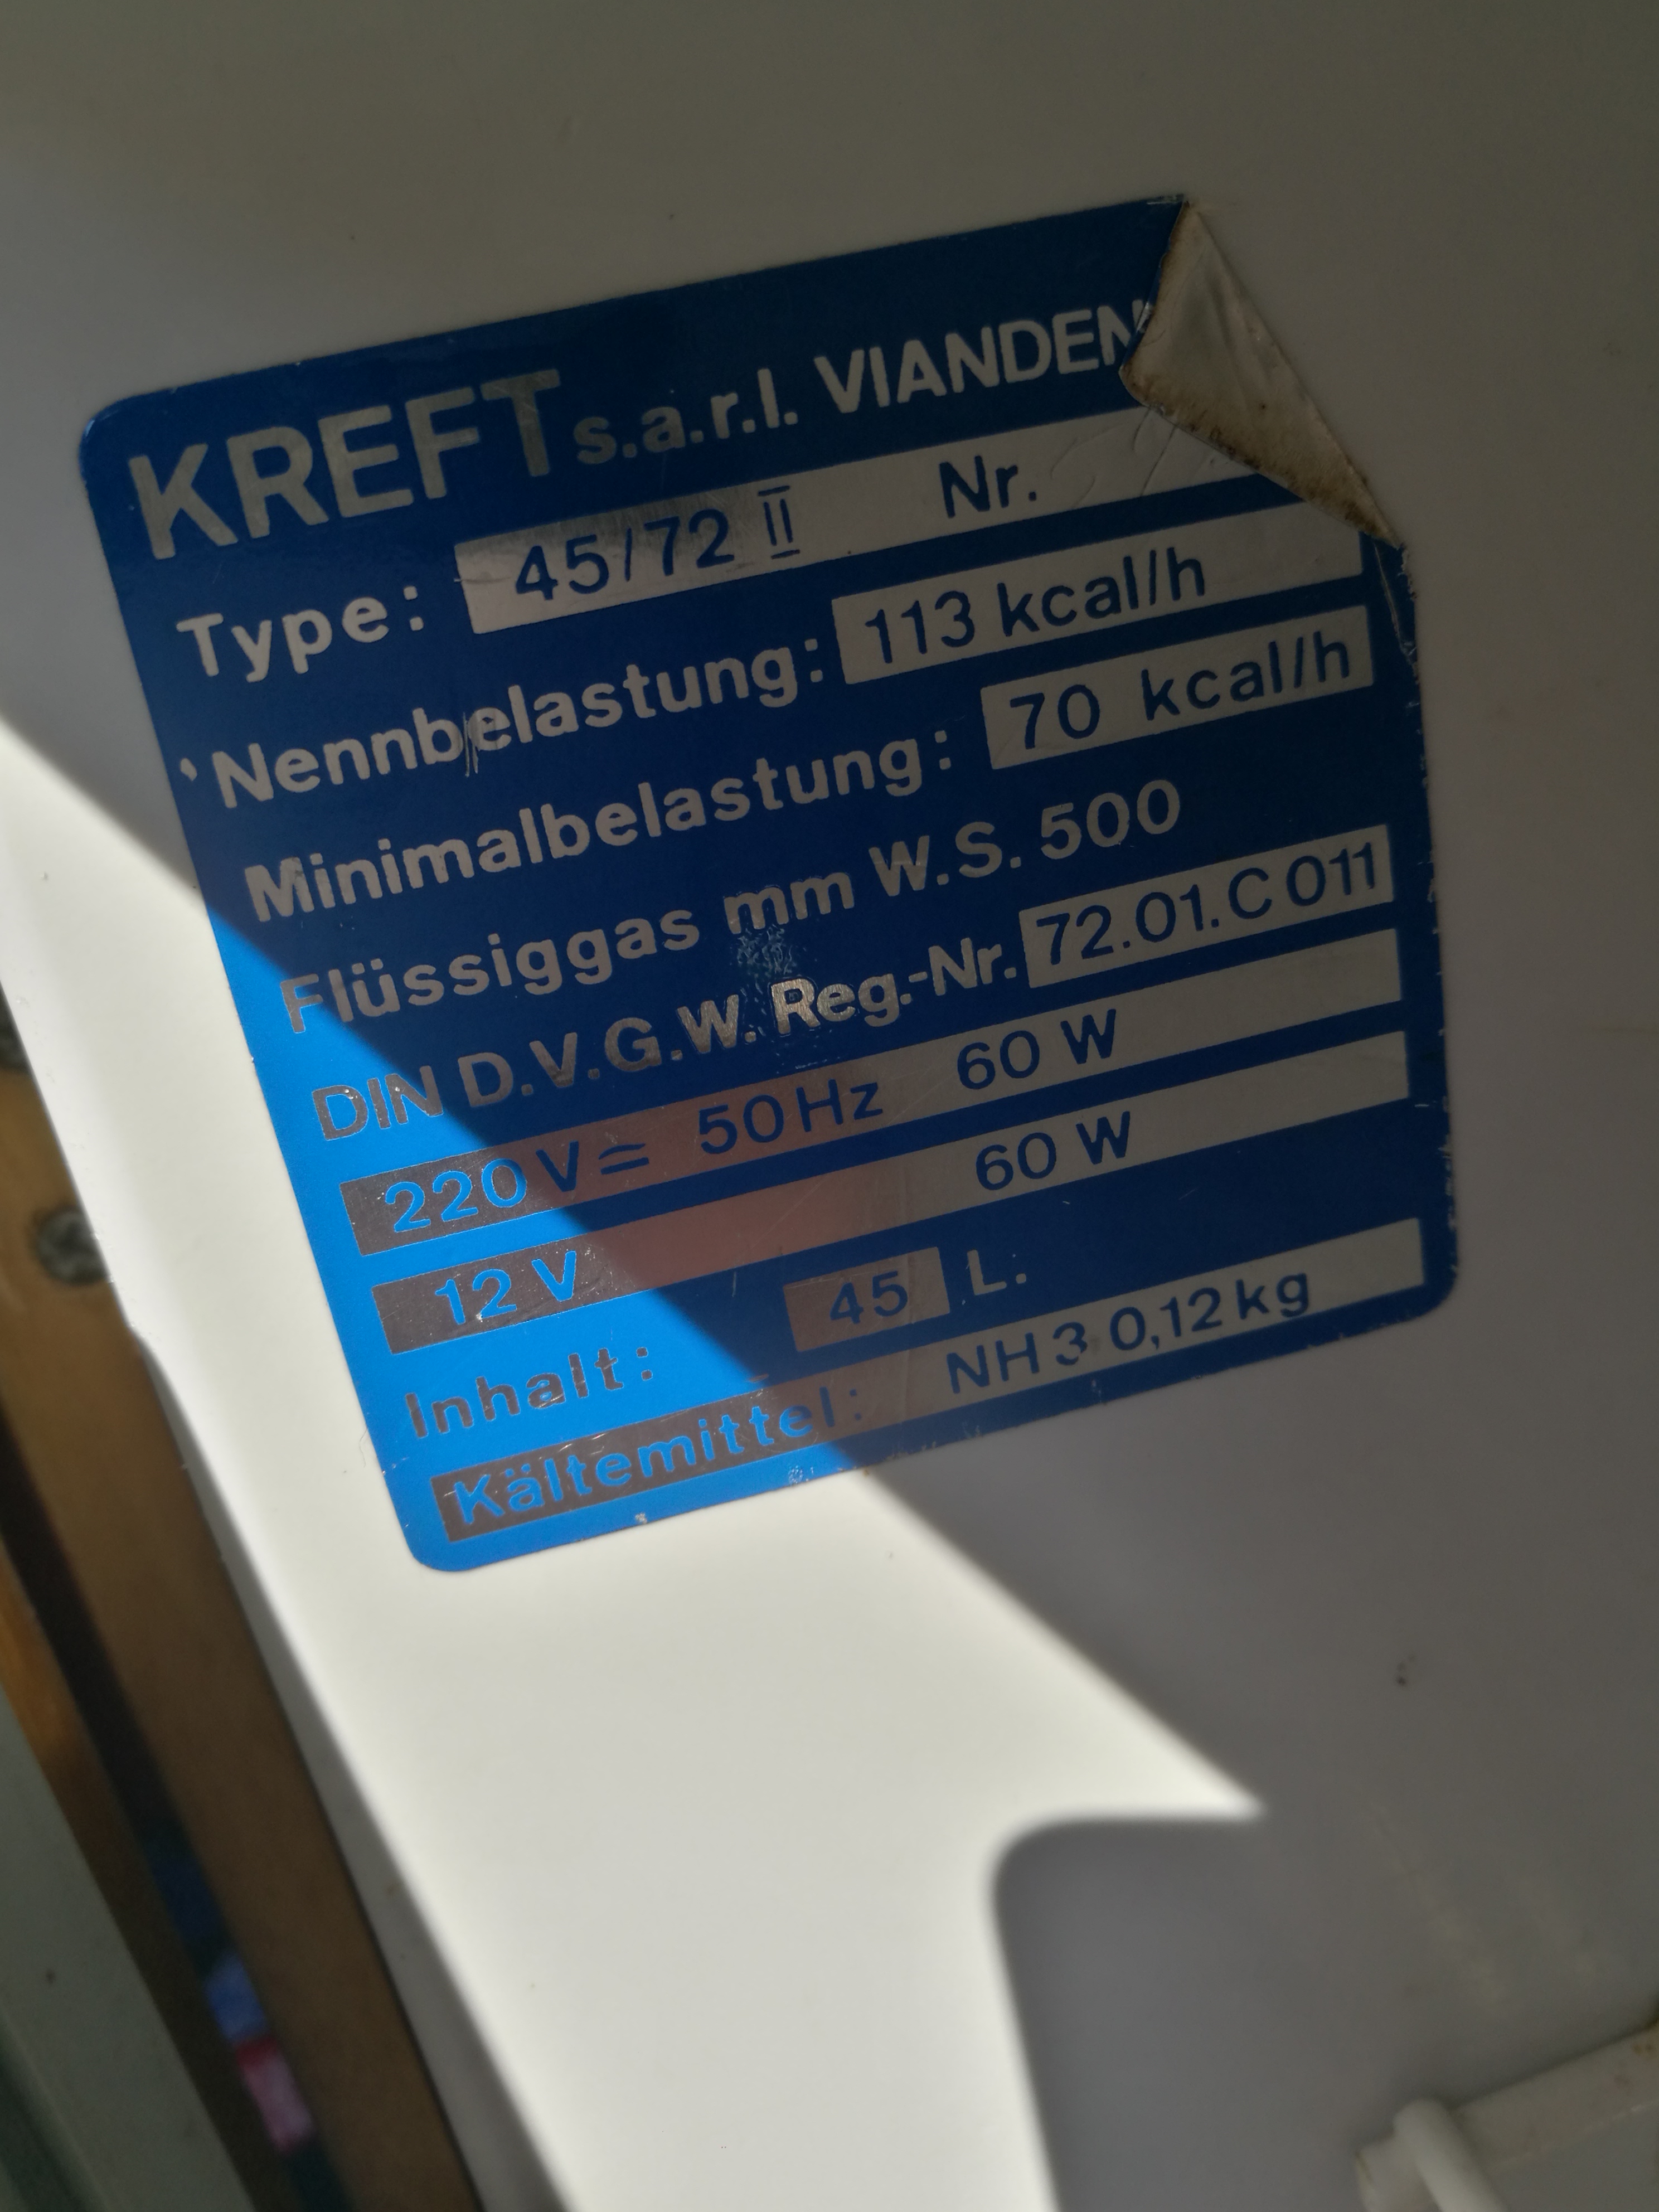 KREFT s.a.r.l. VIANDEN
Type: 45/72 II Nr.
Nennbelastung: 113 kcal/h
Minimalbelastung: 70 kcal/h
Flüssiggas mm W.S. 500
DIN D.V.G.W. Reg.-Nr. 72.01.C 011
220 V≃ 50 Hz 60 W
12 V 60 W
Inhalt: 45 L.
Kältemittel: NH3 0,12 kg